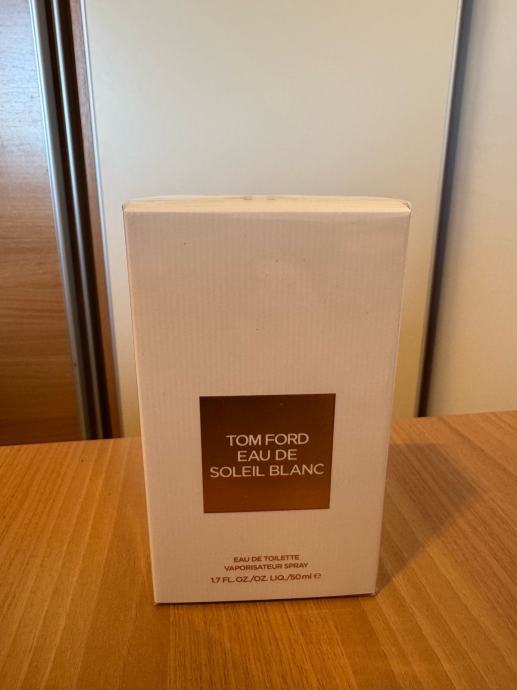 TOM FORD
EAU DE
SOLEIL BLANC
EAU DE TOILETTE
VAPORISATEUR SPRAY
1.7 FL. OZ./OZ. LIQ./50 ml ℮